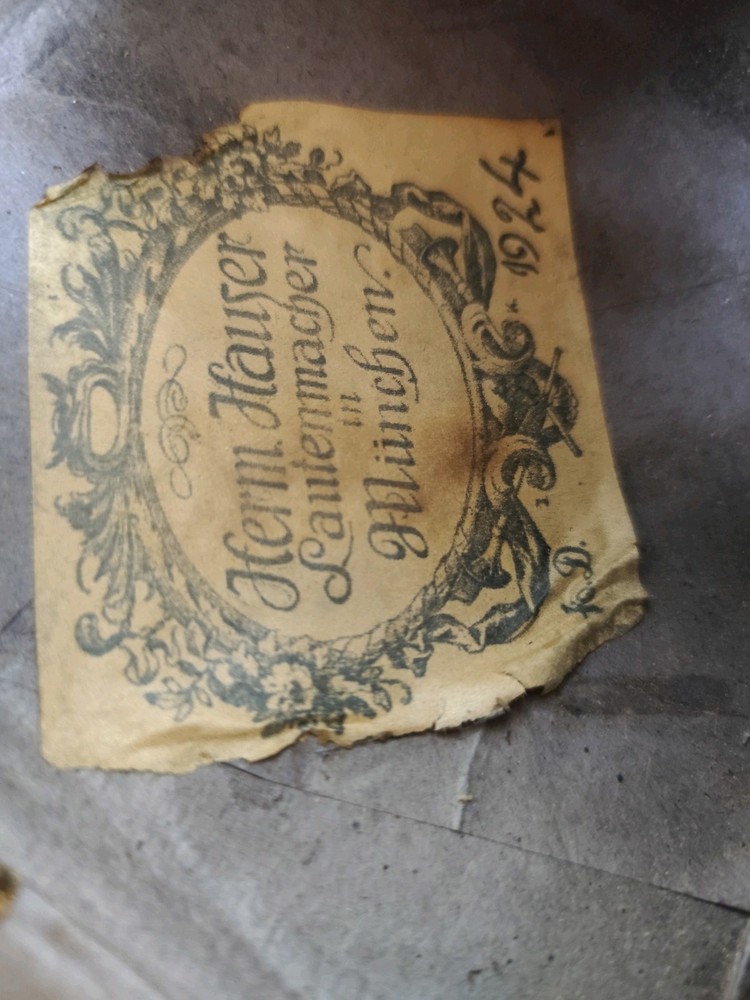 Herm. Hauser
Lautenmacher
in
München.
K.D. 1924